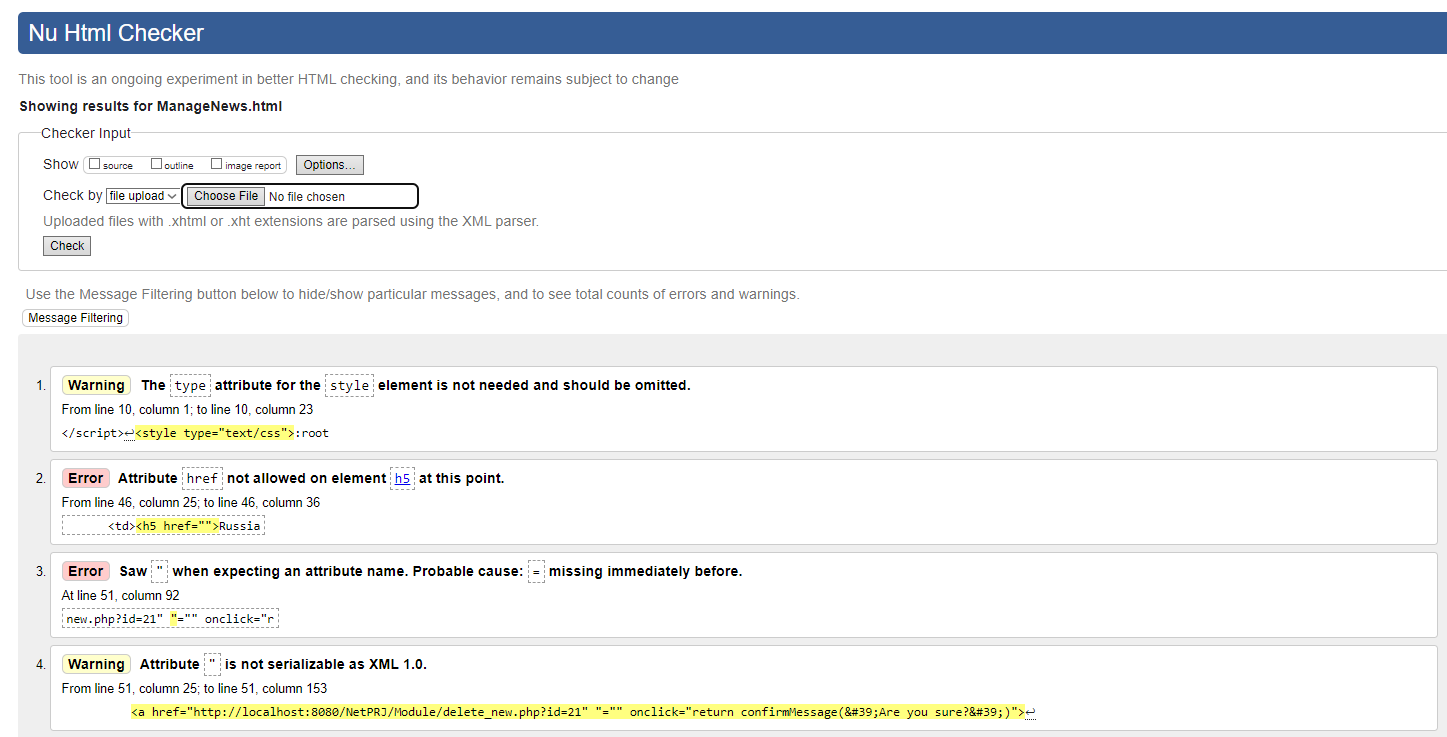 Nu Html Checker
This tool is an ongoing experiment in better HTML checking, and its behavior remains subject to change
Showing results for ManageNews.html
Checker Input
Show source outline image report Options...
Check by file upload Choose File No file chosen
Uploaded files with .xhtml or .xht extensions are parsed using the XML parser.
Check
Use the Message Filtering button below to hide/show particular messages, and to see total counts of errors and warnings.
Message Filtering
1. Warning The type attribute for the style element is not needed and should be omitted.
From line 10, column 1; to line 10, column 23
</script>↩<style type="text/css">:root
2. Error Attribute href not allowed on element h5 at this point.
From line 46, column 25; to line 46, column 36
<td><h5 href="">Russia
3. Error Saw " when expecting an attribute name. Probable cause: = missing immediately before.
At line 51, column 92
new.php?id=21" "="" onclick="r
4. Warning Attribute " is not serializable as XML 1.0.
From line 51, column 25; to line 51, column 153
<a href="http://localhost:8080/NetPRJ/Module/delete_new.php?id=21" "="" onclick="return confirmMessage(&#39;Are you sure?&#39;)">↩